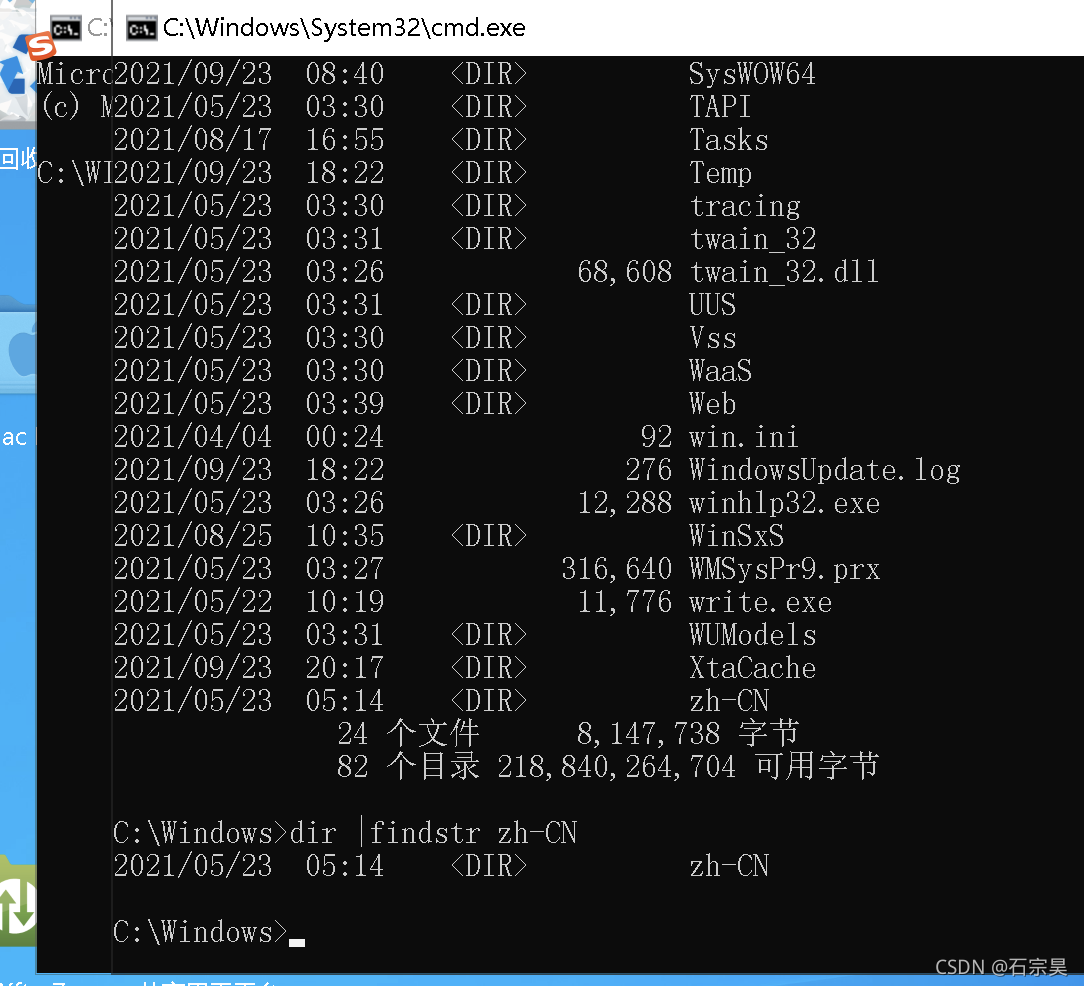 C:\Windows\System32\cmd.exe
2021/09/23 08:40 <DIR> SysWOW64
2021/05/23 03:30 <DIR> TAPI
2021/08/17 16:55 <DIR> Tasks
2021/09/23 18:22 <DIR> Temp
2021/05/23 03:30 <DIR> tracing
2021/05/23 03:31 <DIR> twain_32
2021/05/23 03:26 68,608 twain_32.dll
2021/05/23 03:31 <DIR> UUS
2021/05/23 03:30 <DIR> Vss
2021/05/23 03:30 <DIR> WaaS
2021/05/23 03:39 <DIR> Web
2021/04/04 00:24 92 win.ini
2021/09/23 18:22 276 WindowsUpdate.log
2021/05/23 03:26 12,288 winhlp32.exe
2021/08/25 10:35 <DIR> WinSxS
2021/05/23 03:27 316,640 WMSysPr9.prx
2021/05/22 10:19 11,776 write.exe
2021/05/23 03:31 <DIR> WUModels
2021/09/23 20:17 <DIR> XtaCache
2021/05/23 05:14 <DIR> zh-CN
24 个文件 8,147,738 字节
82 个目录 218,840,264,704 可用字节
C:\Windows>dir |findstr zh-CN
2021/05/23 05:14 <DIR> zh-CN
C:\Windows>
(c)
C:\WI
回收
ac
CSDN @石宗昊